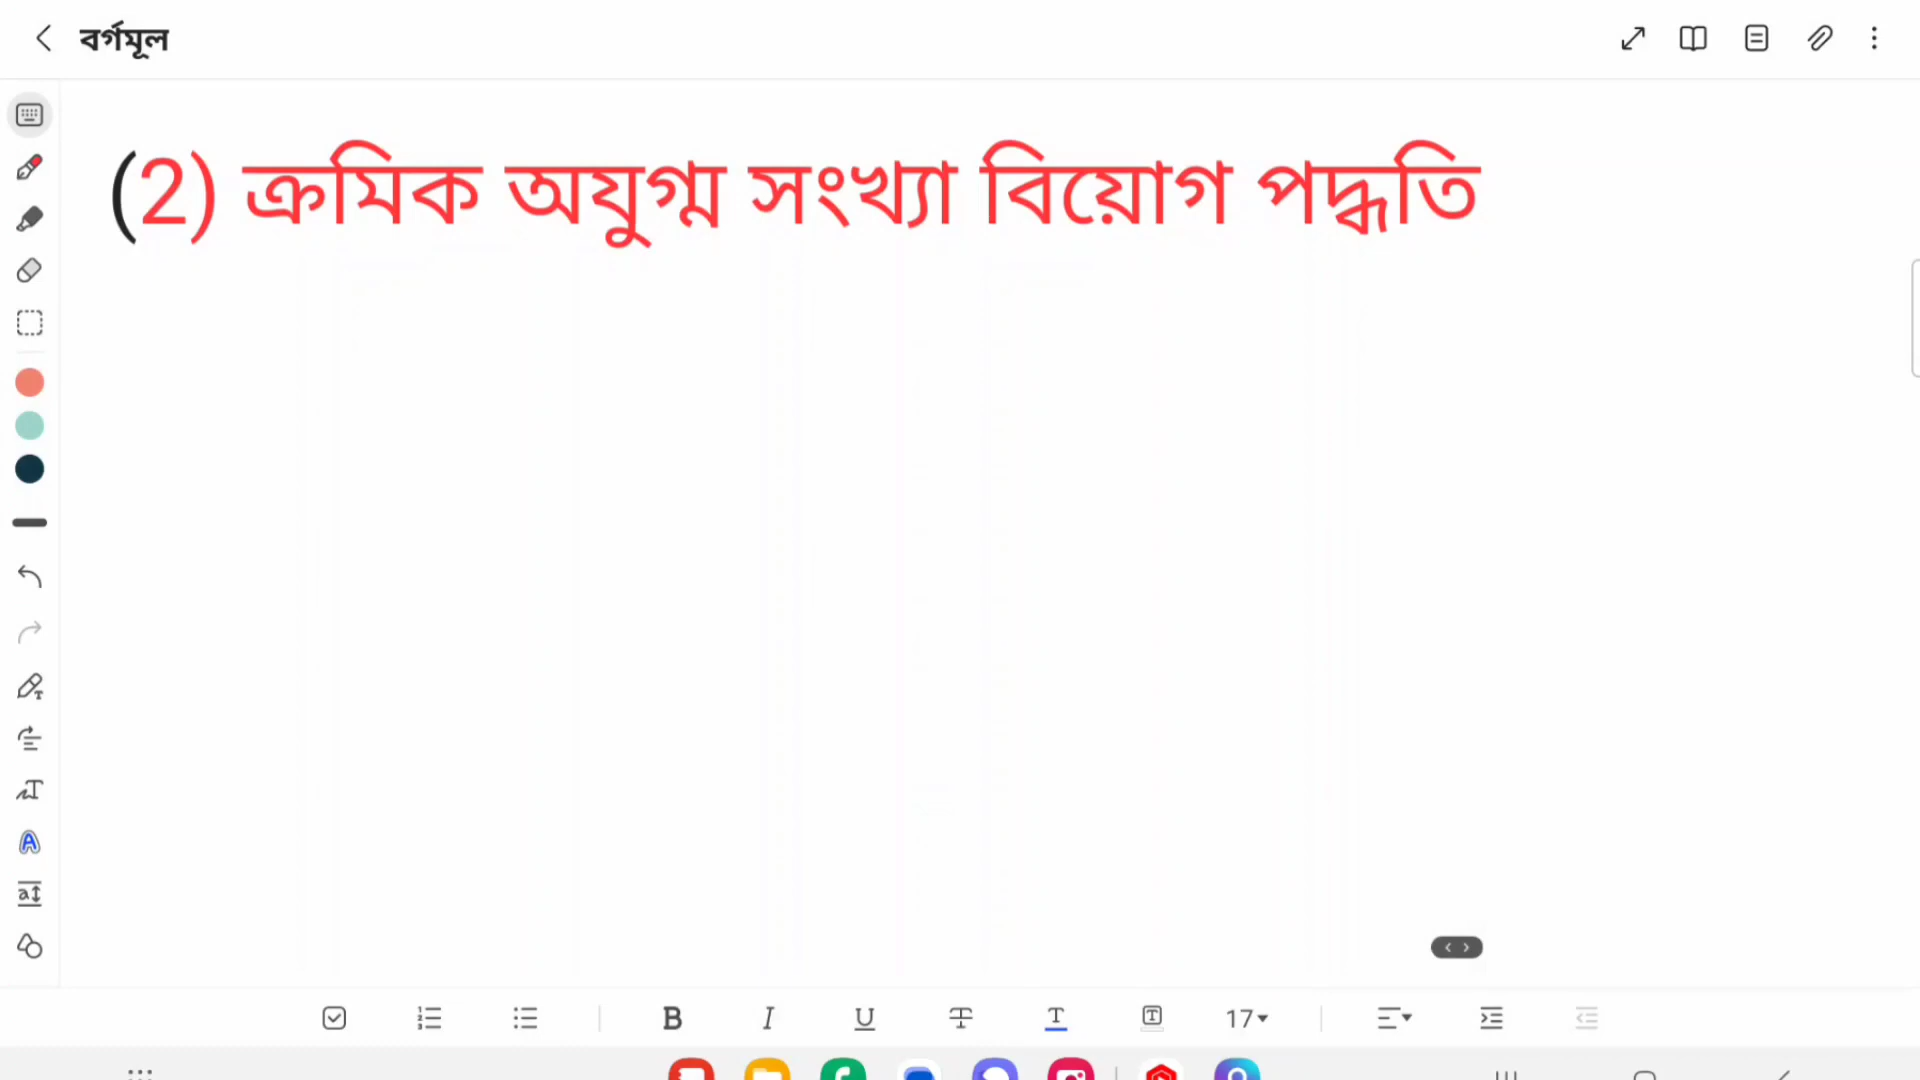 বর্গমূল
(2) ক্রমিক অযুগ্ম সংখ্যা বিয়োগ পদ্ধতি
17